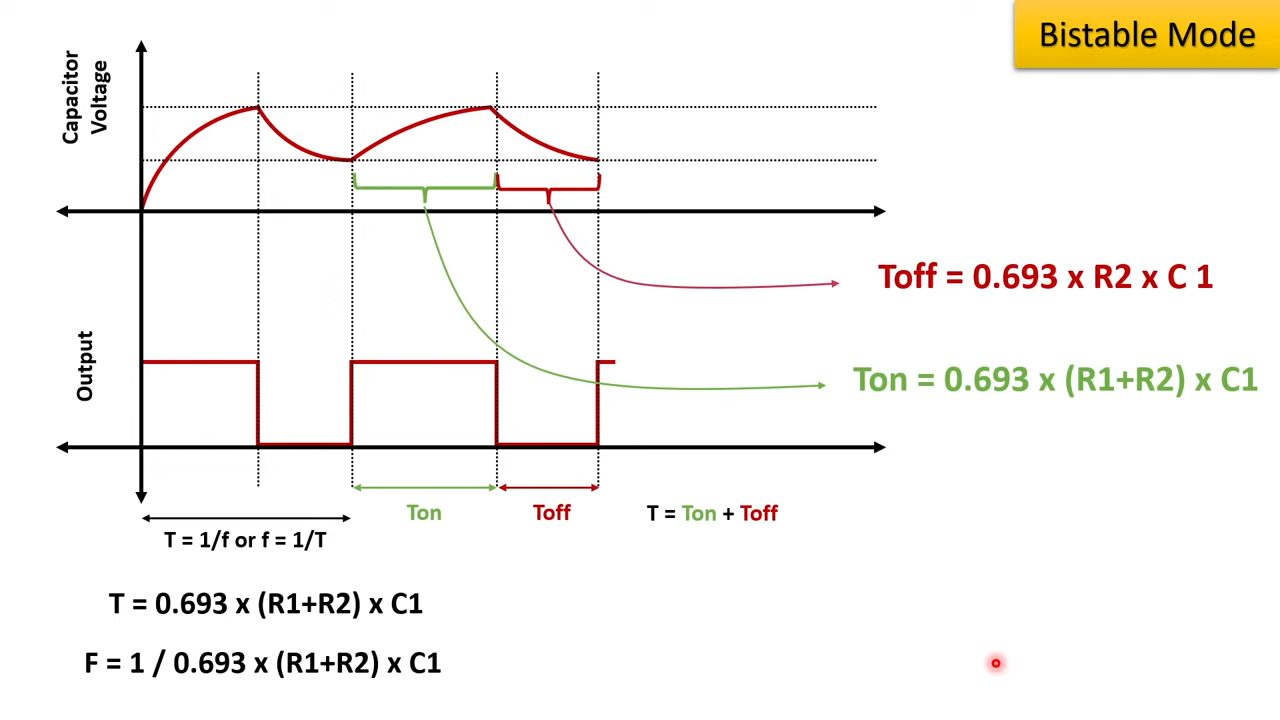 Bistable Mode
Capacitor
Voltage
Toff = 0.693 x R2 x C 1
Output
Ton = 0.693 x (R1+R2) x C1
Ton
Toff
T = Ton + Toff
T = 1/f or f = 1/T
T = 0.693 x (R1+R2) x C1
F = 1 / 0.693 x (R1+R2) x C1